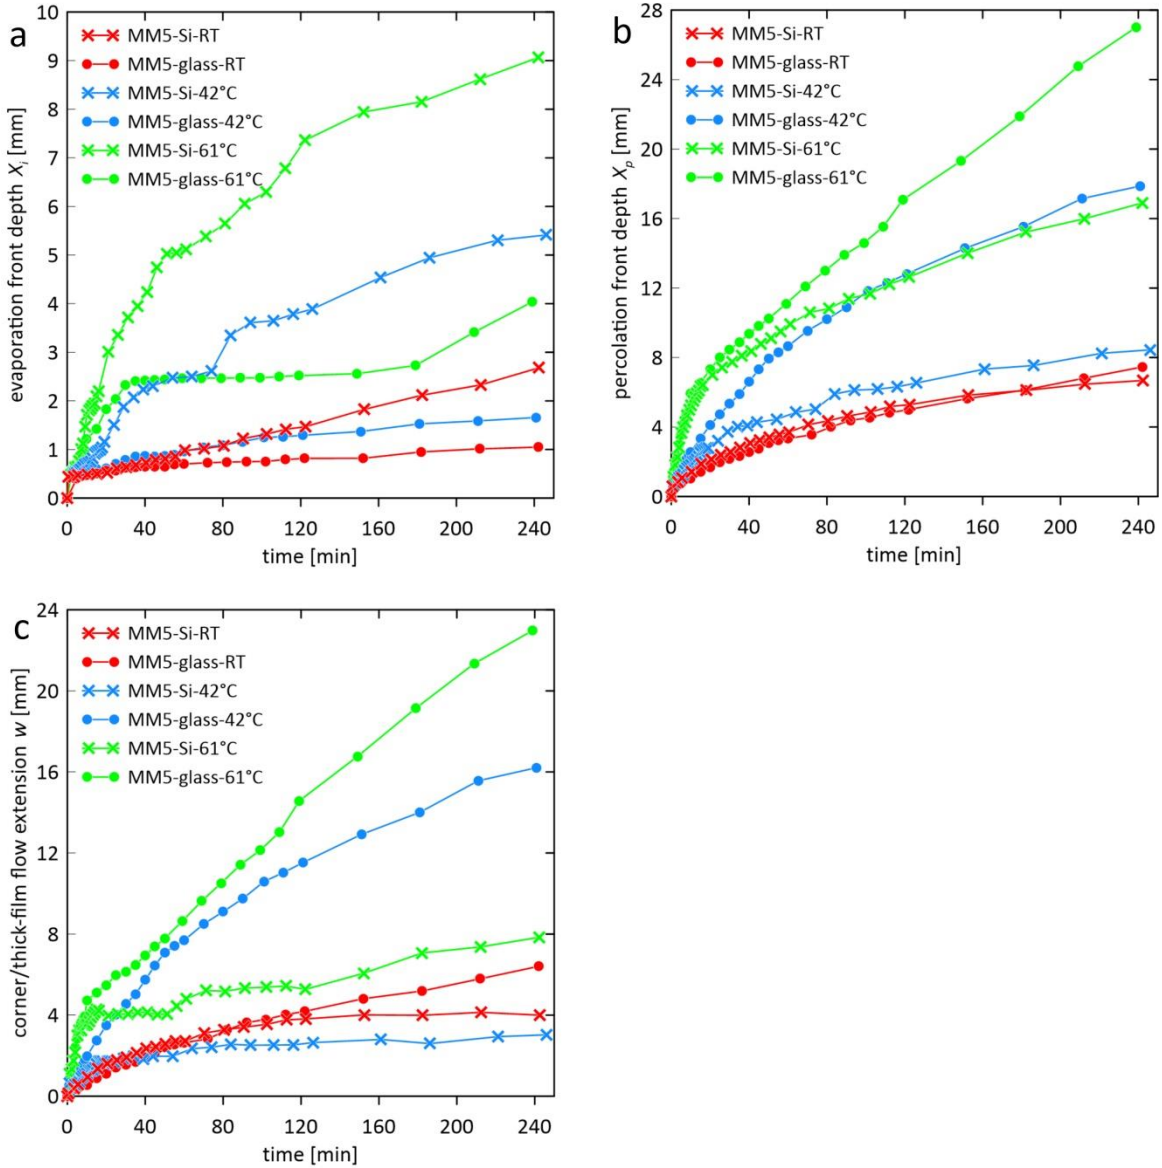 a
MM5-Si-RT
MM5-glass-RT
MM5-Si-42°C
MM5-glass-42°C
MM5-Si-61°C
MM5-glass-61°C
10
9
8
7
6
5
4
3
2
1
0
evaporation front depth Xi [mm]
0 40 80 120 160 200 240
time [min]
b
MM5-Si-RT
MM5-glass-RT
MM5-Si-42°C
MM5-glass-42°C
MM5-Si-61°C
MM5-glass-61°C
28
24
20
16
12
8
4
0
percolation front depth Xp [mm]
0 40 80 120 160 200 240
time [min]
c
MM5-Si-RT
MM5-glass-RT
MM5-Si-42°C
MM5-glass-42°C
MM5-Si-61°C
MM5-glass-61°C
24
20
16
12
8
4
0
corner/thick-film flow extension w [mm]
0 40 80 120 160 200 240
time [min]